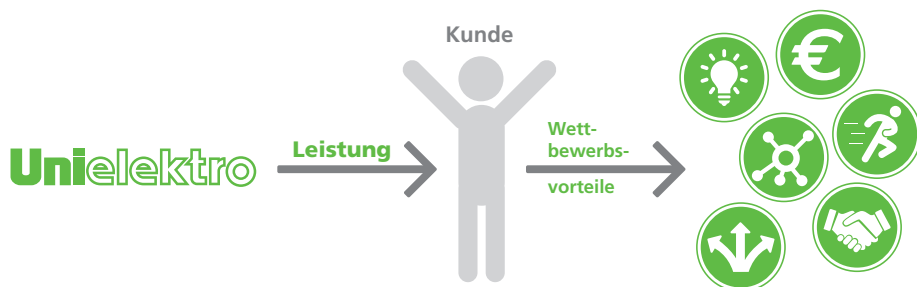 Kunde
Unielektro
Leistung
Wett-
bewerbs-
vorteile
€